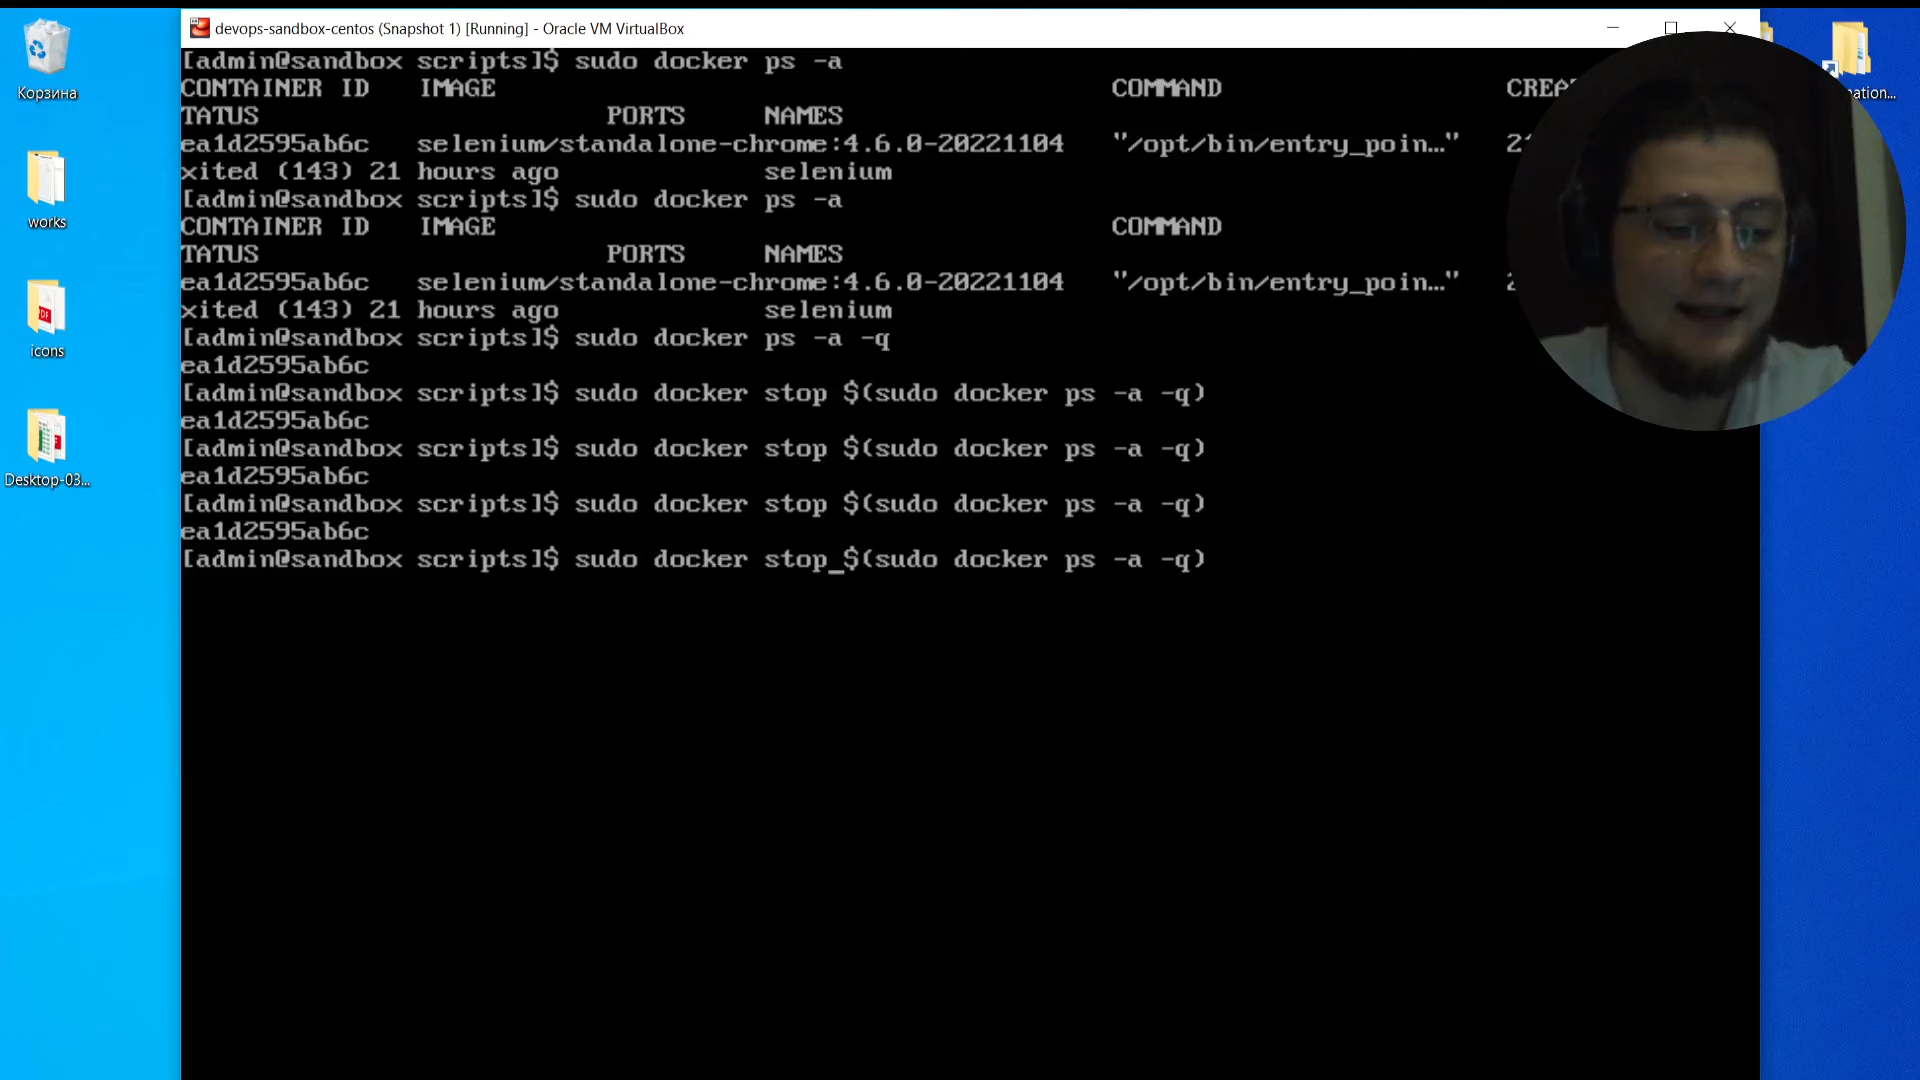 devops-sandbox-centos (Snapshot 1) [Running] - Oracle VM VirtualBox
Корзина
works
icons
Desktop-03...
ation...
[admin@sandbox scripts]$ sudo docker ps -a
CONTAINER ID IMAGE COMMAND CREA
TATUS PORTS NAMES
ea1d2595ab6c selenium/standalone-chrome:4.6.0-20221104 "/opt/bin/entry_poin…" 2
xited (143) 21 hours ago selenium
[admin@sandbox scripts]$ sudo docker ps -a
CONTAINER ID IMAGE COMMAND
TATUS PORTS NAMES
ea1d2595ab6c selenium/standalone-chrome:4.6.0-20221104 "/opt/bin/entry_poin…" 2
xited (143) 21 hours ago selenium
[admin@sandbox scripts]$ sudo docker ps -a -q
ea1d2595ab6c
[admin@sandbox scripts]$ sudo docker stop $(sudo docker ps -a -q)
ea1d2595ab6c
[admin@sandbox scripts]$ sudo docker stop $(sudo docker ps -a -q)
ea1d2595ab6c
[admin@sandbox scripts]$ sudo docker stop $(sudo docker ps -a -q)
ea1d2595ab6c
[admin@sandbox scripts]$ sudo docker stop_$(sudo docker ps -a -q)